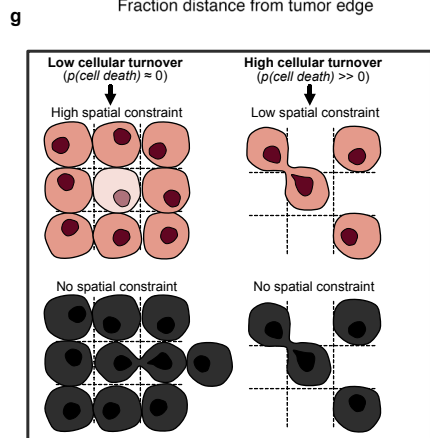 Fraction distance from tumor edge
g
Low cellular turnover
(p(cell death) ≈ 0)
High spatial constraint
No spatial constraint
High cellular turnover
(p(cell death) >> 0)
Low spatial constraint
No spatial constraint